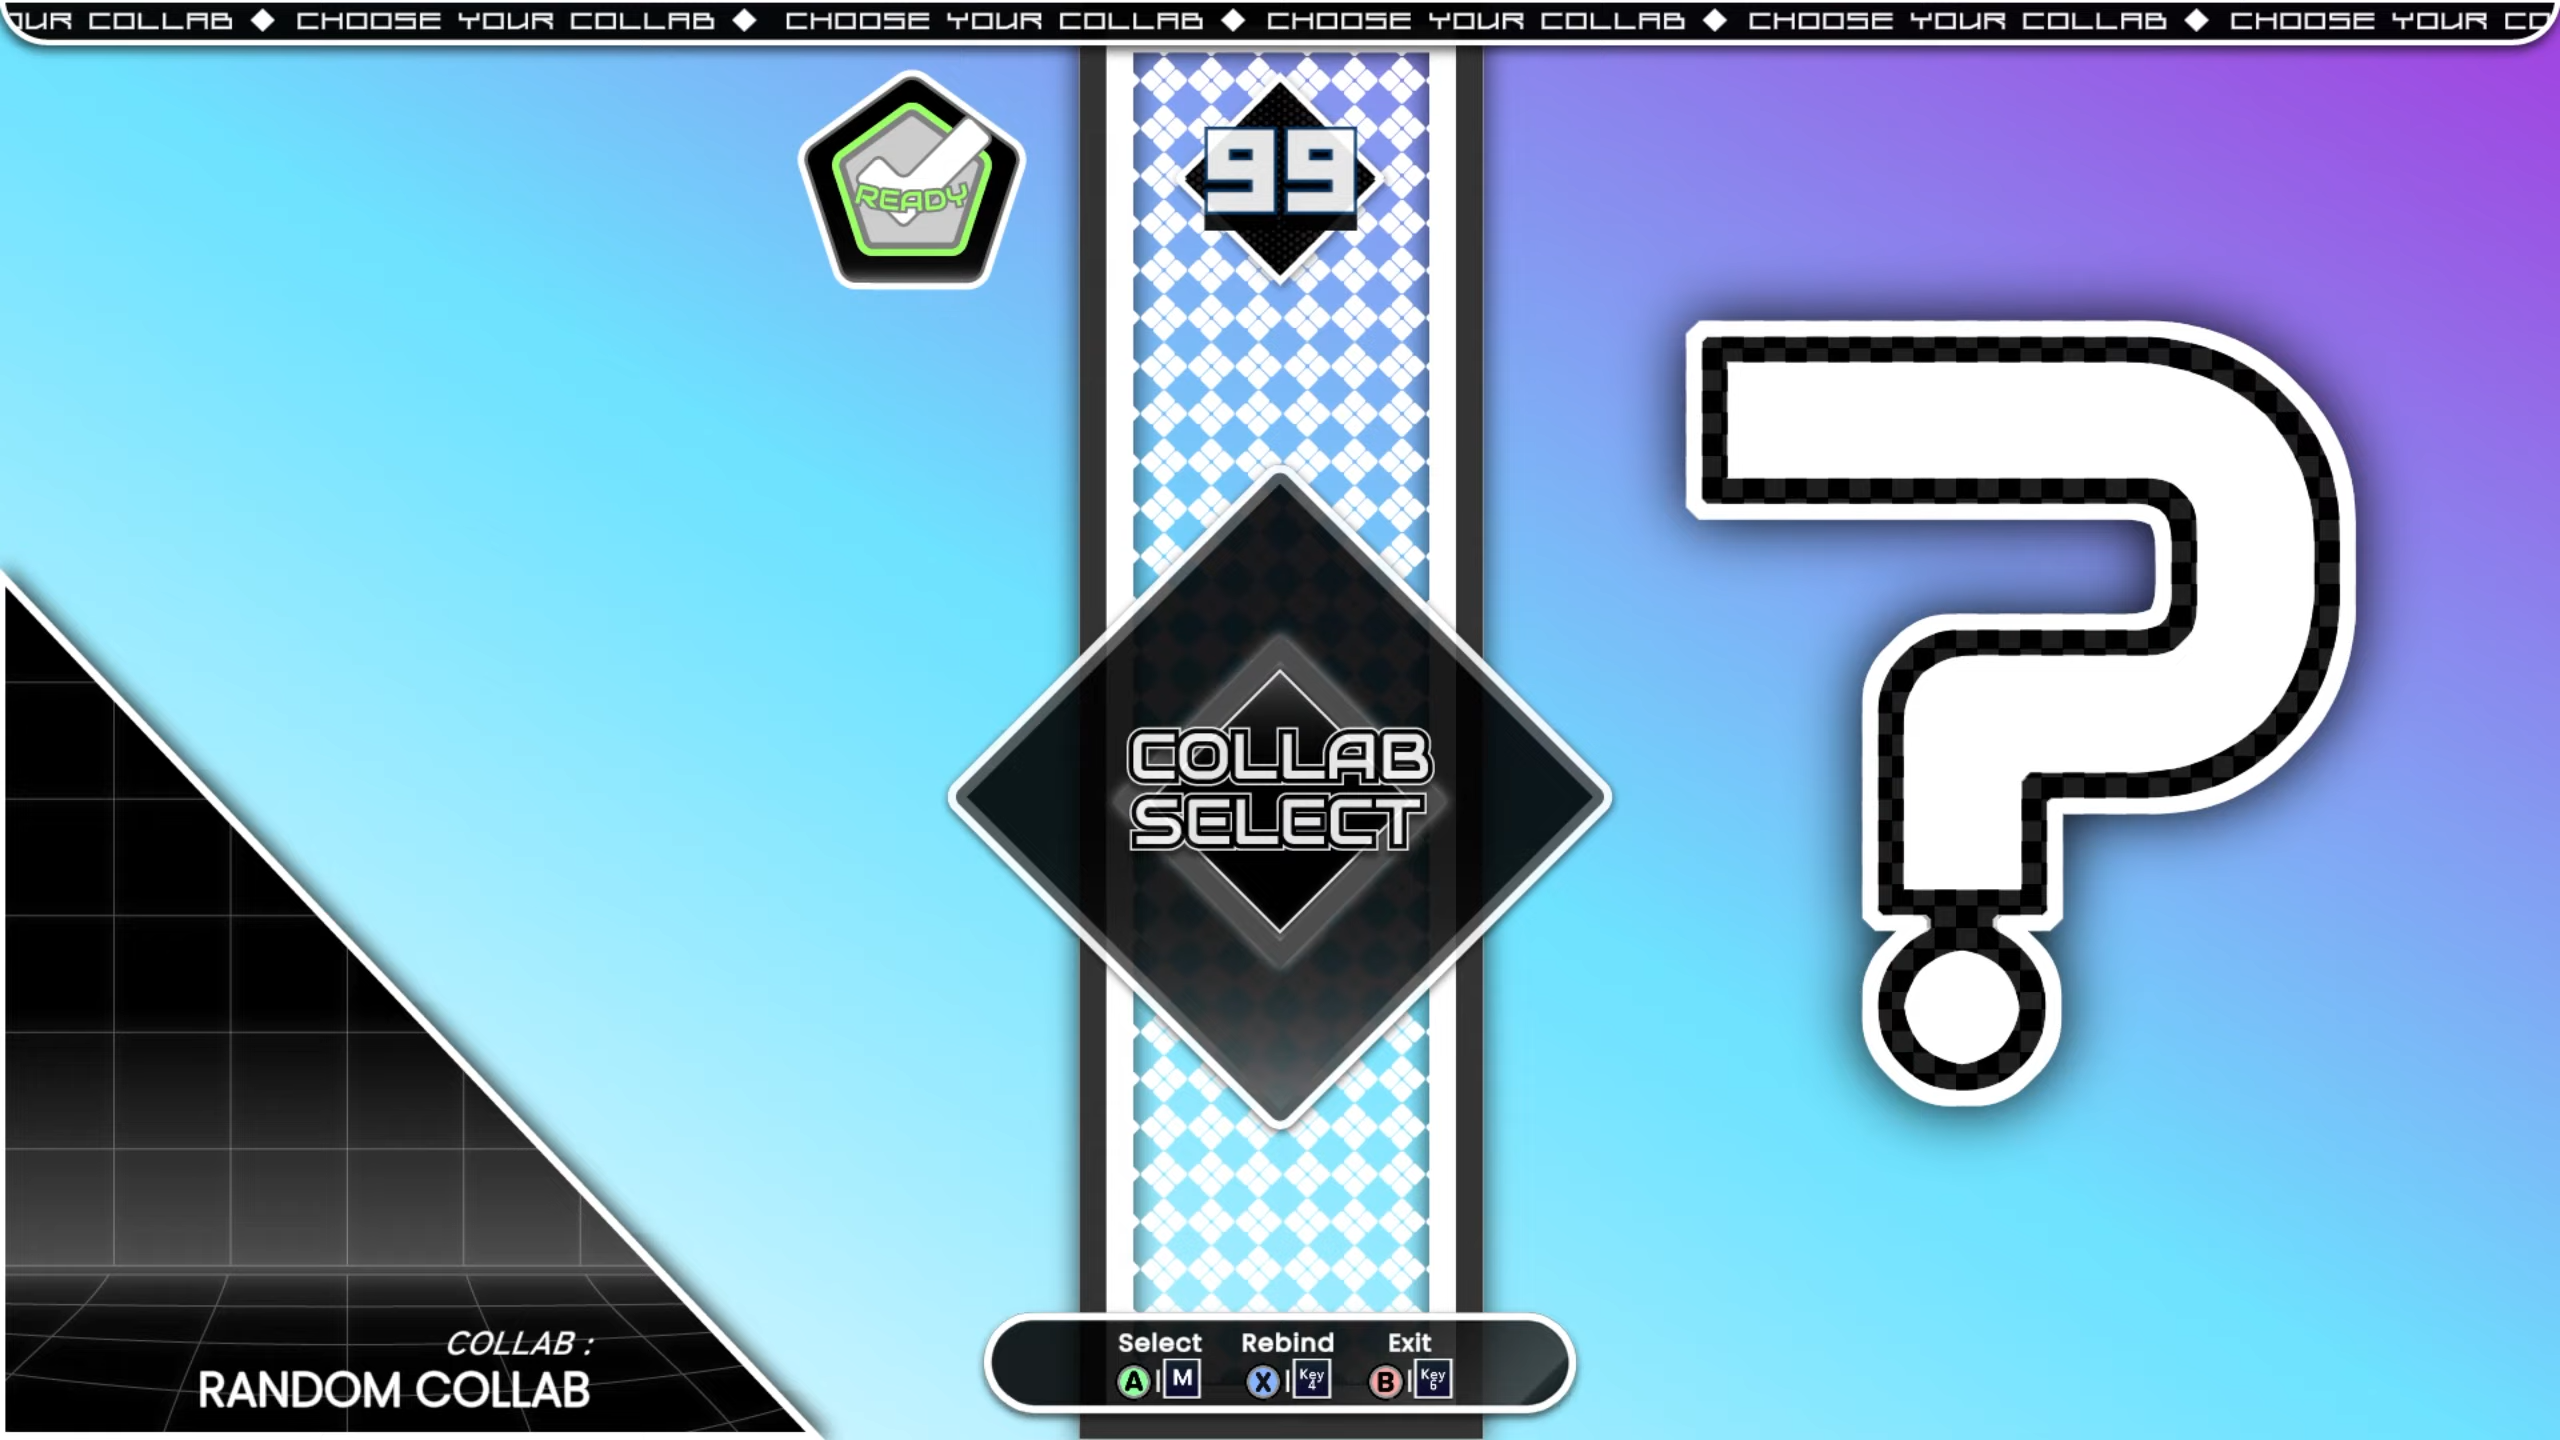 OUR COLLAB ◆ CHOOSE YOUR COLLAB ◆ CHOOSE YOUR COLLAB ◆ CHOOSE YOUR COLLAB ◆ CHOOSE YOUR COLLAB ◆ CHOOSE YOUR CO
READY
99
?
COLLAB
SELECT
COLLAB :
RANDOM COLLAB
Select Rebind Exit
A | M X | Key 4 B | Key 6